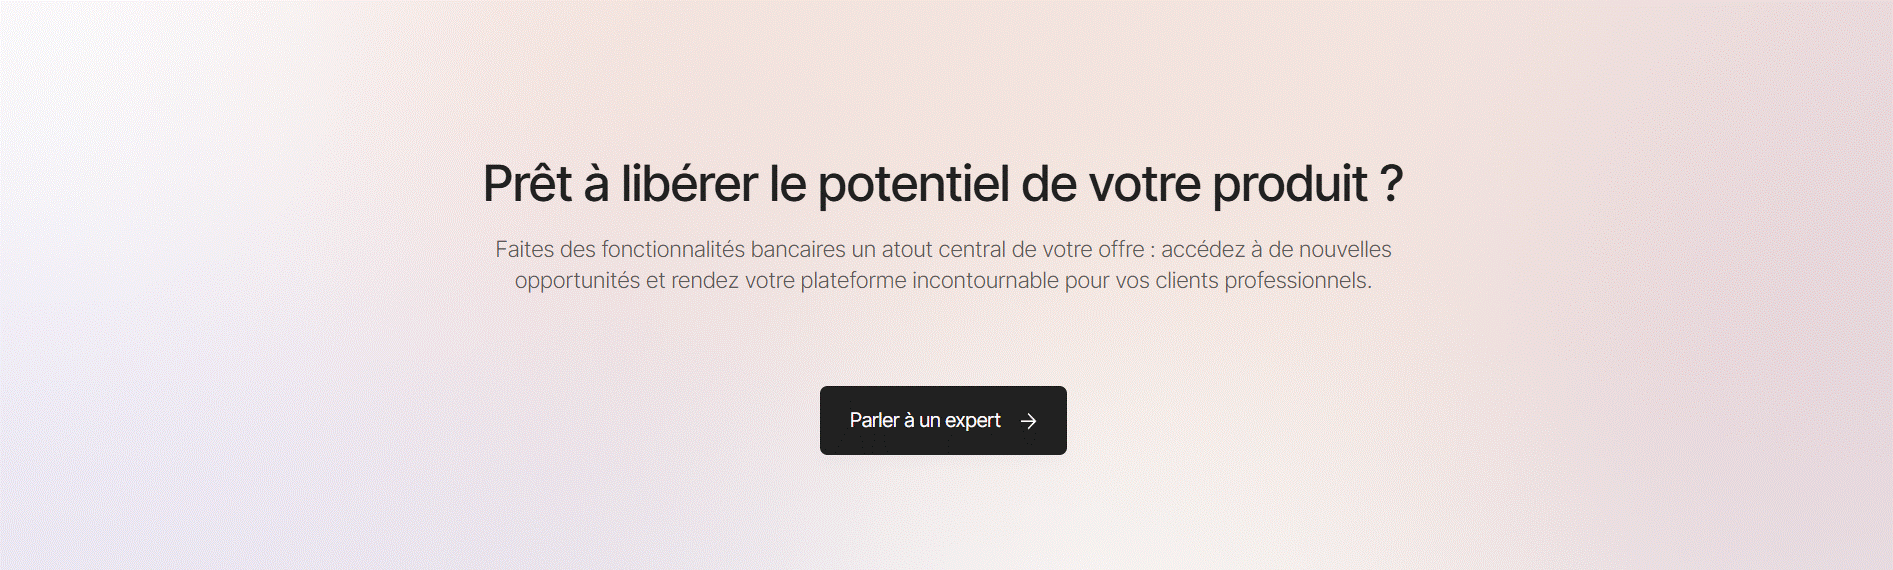 Prêt à libérer le potentiel de votre produit ?
Faites des fonctionnalités bancaires un atout central de votre offre : accédez à de nouvelles
opportunités et rendez votre plateforme incontournable pour vos clients professionnels.
Parler à un expert →